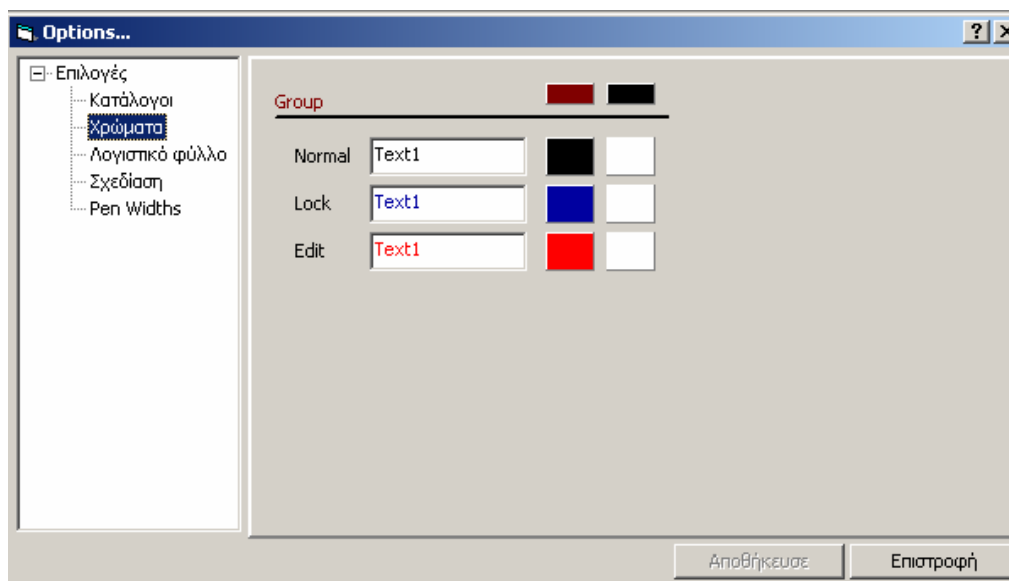 Options...
Επιλογές
Κατάλογοι
Χρώματα
Λογιστικό φύλλο
Σχεδίαση
Pen Widths
Group
Normal Text1
Lock Text1
Edit Text1
Αποθήκευσε Επιστροφή